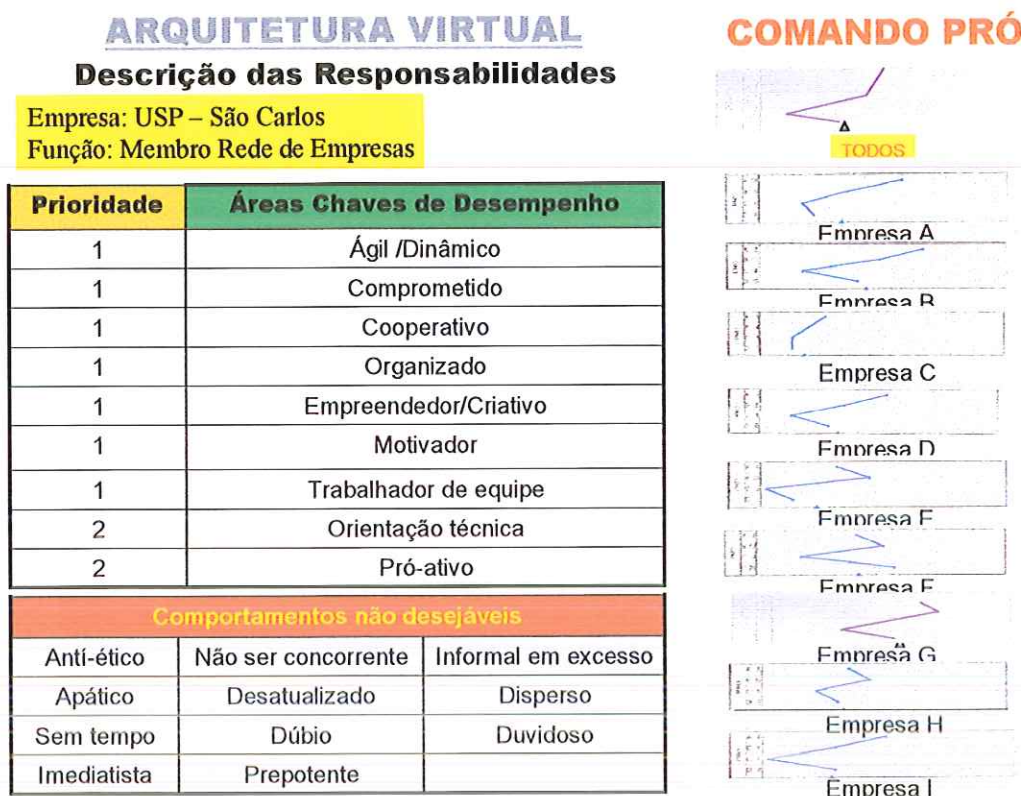 ARQUITETURA VIRTUAL
Descrição das Responsabilidades
Empresa: USP – São Carlos
Função: Membro Rede de Empresas
Prioridade Áreas Chaves de Desempenho
1 Ágil /Dinâmico
1 Comprometido
1 Cooperativo
1 Organizado
1 Empreendedor/Criativo
1 Motivador
1 Trabalhador de equipe
2 Orientação técnica
2 Pró-ativo
Comportamentos não desejáveis
Antí-ético Não ser concorrente Informal em excesso
Apático Desatualizado Disperso
Sem tempo Dúbio Duvidoso
Imediatista Prepotente
COMANDO PRÓ
TODOS
Empresa A
Empresa B
Empresa C
Empresa D
Empresa E
Empresa F
Empresa G
Empresa H
Empresa I